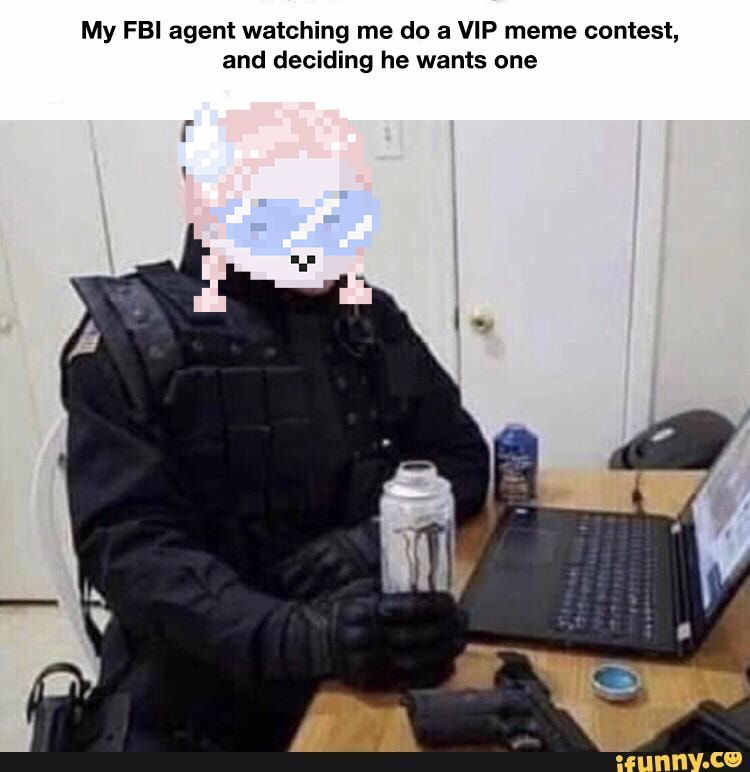 My FBI agent watching me do a VIP meme contest,
and deciding he wants one
ifunny.co